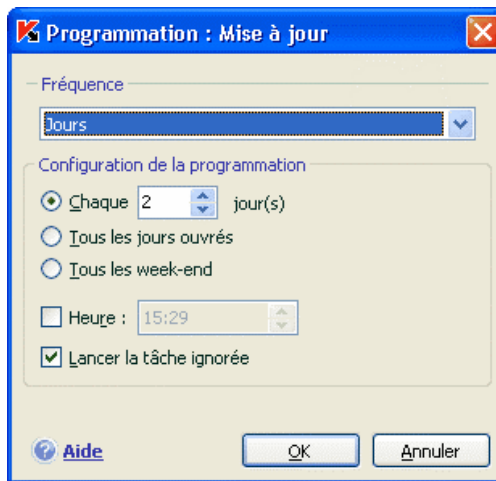 Programmation : Mise à jour
Fréquence
Jours
Configuration de la programmation
Chaque 2 jour(s)
Tous les jours ouvrés
Tous les week-end
Heure : 15:29
Lancer la tâche ignorée
Aide OK Annuler